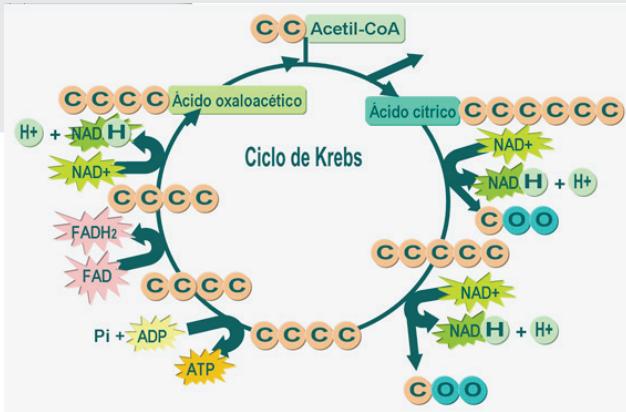 C C Acetil-CoA
C C C C Ácido oxaloacético
Ácido cítrico C C C C C C
H+ + NAD H
NAD+
Ciclo de Krebs
NAD+
NAD H + H+
C O O
C C C C
FADH2
FAD
C C C C C
NAD+
NAD H + H+
C C C C
Pi + ADP
ATP
C C C C
C O O